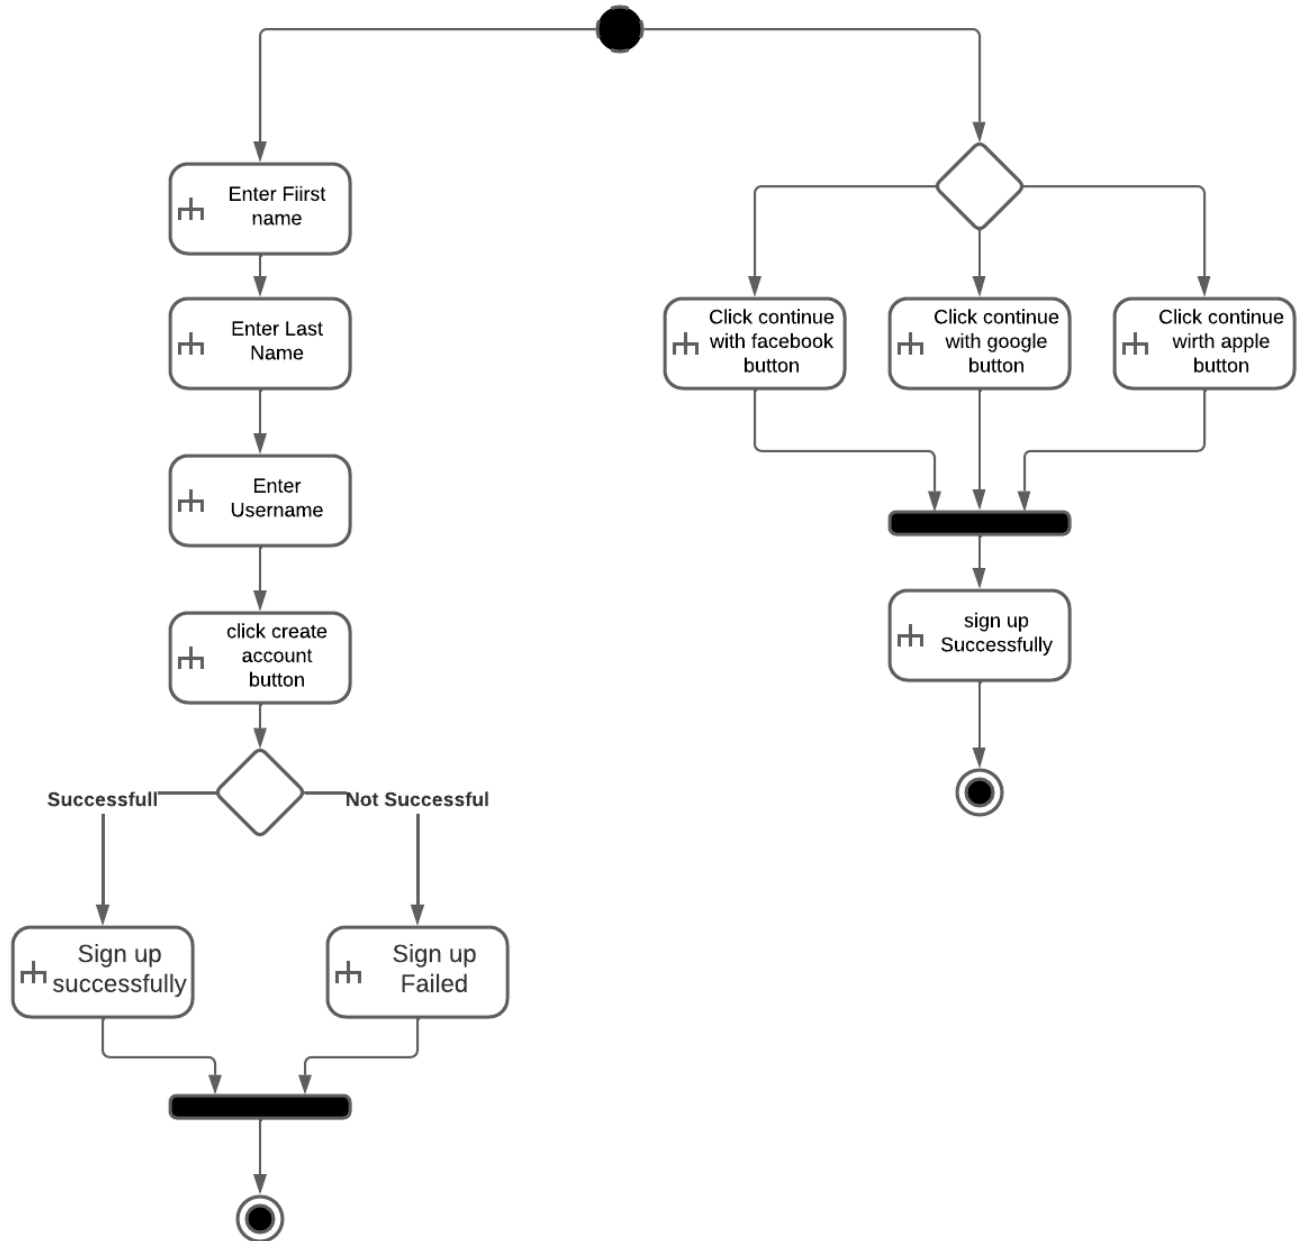 Enter Fiirst
name
Enter Last
Name
Enter
Username
click create
account
button
Successfull
Not Successful
Sign up
successfully
Sign up
Failed
Click continue
with facebook
button
Click continue
with google
button
Click continue
wirth apple
button
sign up
Successfully